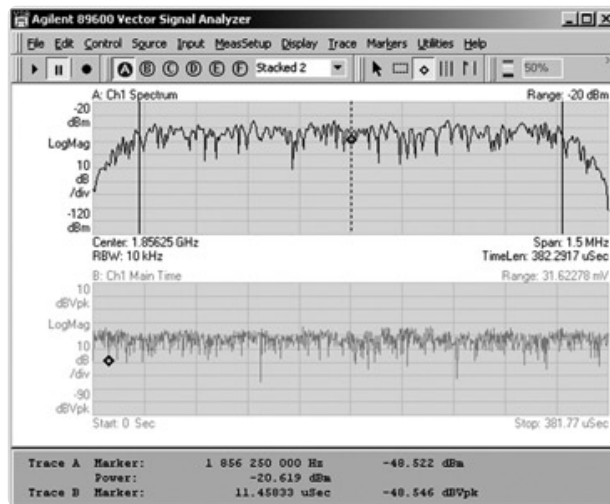 Agilent 89600 Vector Signal Analyzer
File Edit Control Source Input MeasSetup Display Trace Markers Utilities Help
A B C D E F Stacked 2 50%
A: Ch1 Spectrum Range: -20 dBm
-20
dBm
LogMag
10
dB
/div
-120
dBm
Center: 1.85625 GHz Span: 1.5 MHz
RBW: 10 kHz TimeLen: 382.2917 uSec
B: Ch1 Main Time Range: 31.62278 mV
10
dBVpk
LogMag
10
dB
/div
-90
dBVpk
Start: 0 Sec Stop: 381.77 uSec
Trace A Marker: 1 856 250 000 Hz -48.522 dBm
Power: -20.619 dBm
Trace B Marker: 11.45833 uSec -48.546 dBVpk